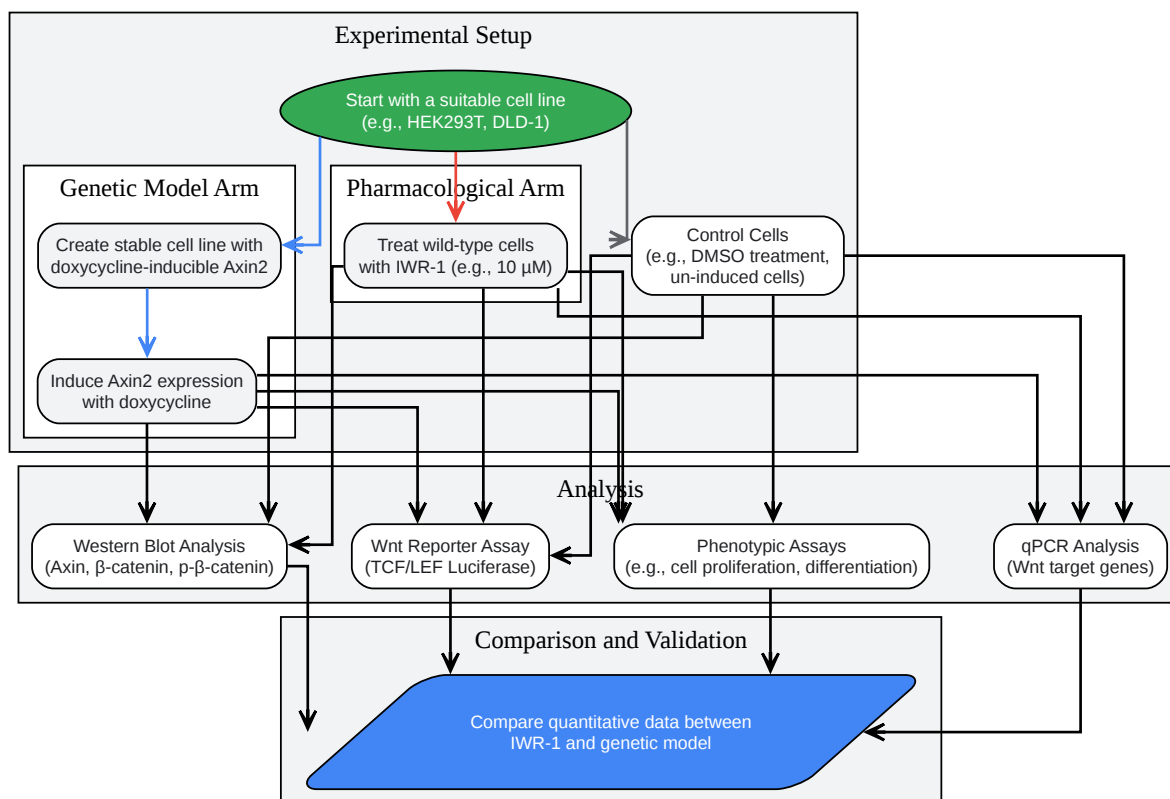 Experimental Setup
Start with a suitable cell line
(e.g., HEK293T, DLD-1)
Genetic Model Arm
Pharmacological Arm
Create stable cell line with
doxycycline-inducible Axin2
Treat wild-type cells
with IWR-1 (e.g., 10 µM)
Control Cells
(e.g., DMSO treatment,
un-induced cells)
Induce Axin2 expression
with doxycycline
Analysis
Western Blot Analysis
(Axin, β-catenin, p-β-catenin)
Wnt Reporter Assay
(TCF/LEF Luciferase)
Phenotypic Assays
(e.g., cell proliferation, differentiation)
qPCR Analysis
(Wnt target genes)
Comparison and Validation
Compare quantitative data between
IWR-1 and genetic model